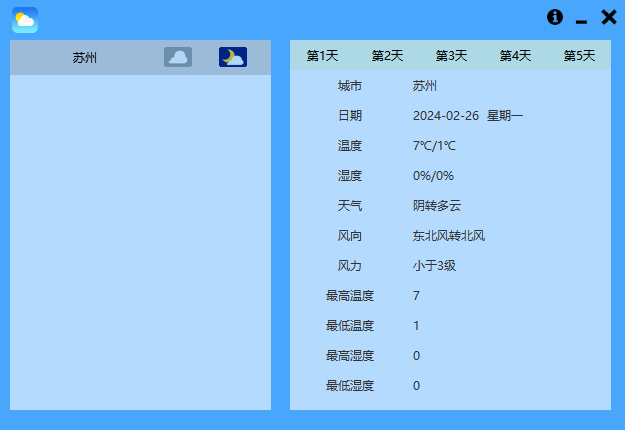 苏州
第1天 第2天 第3天 第4天 第5天
城市 苏州
日期 2024-02-26 星期一
温度 7℃/1℃
湿度 0%/0%
天气 阴转多云
风向 东北风转北风
风力 小于3级
最高温度 7
最低温度 1
最高湿度 0
最低湿度 0